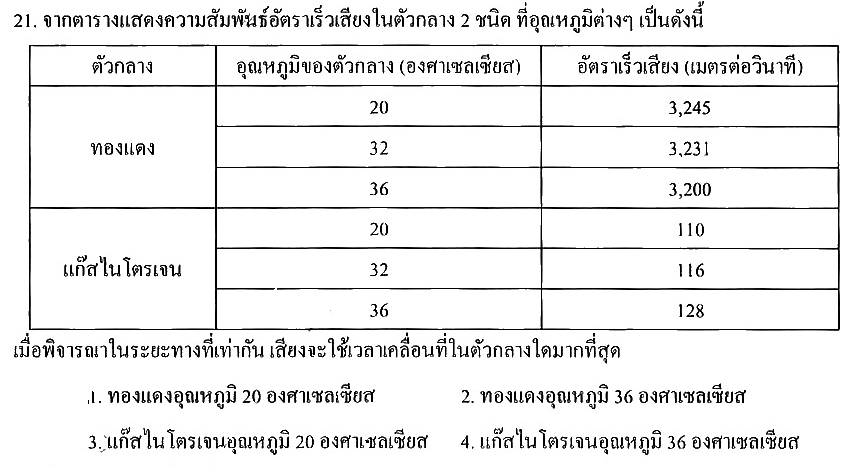 21. จากตารางแสดงความสัมพันธ์อัตราเร็วเสียงในตัวกลาง 2 ชนิด ที่อุณหภูมิต่างๆ เป็นดังนี้
ตัวกลาง อุณหภูมิของตัวกลาง (องศาเซลเซียส) อัตราเร็วเสียง (เมตรต่อวินาที)
ทองแดง
20 3,245
32 3,231
36 3,200
แก๊สไนโตรเจน
20 110
32 116
36 128
เมื่อพิจารณาในระยะทางที่เท่ากัน เสียงจะใช้เวลาเคลื่อนที่ในตัวกลางใดมากที่สุด
1. ทองแดงอุณหภูมิ 20 องศาเซลเซียส 2. ทองแดงอุณหภูมิ 36 องศาเซลเซียส
3. แก๊สไนโตรเจนอุณหภูมิ 20 องศาเซลเซียส 4. แก๊สไนโตรเจนอุณหภูมิ 36 องศาเซลเซียส